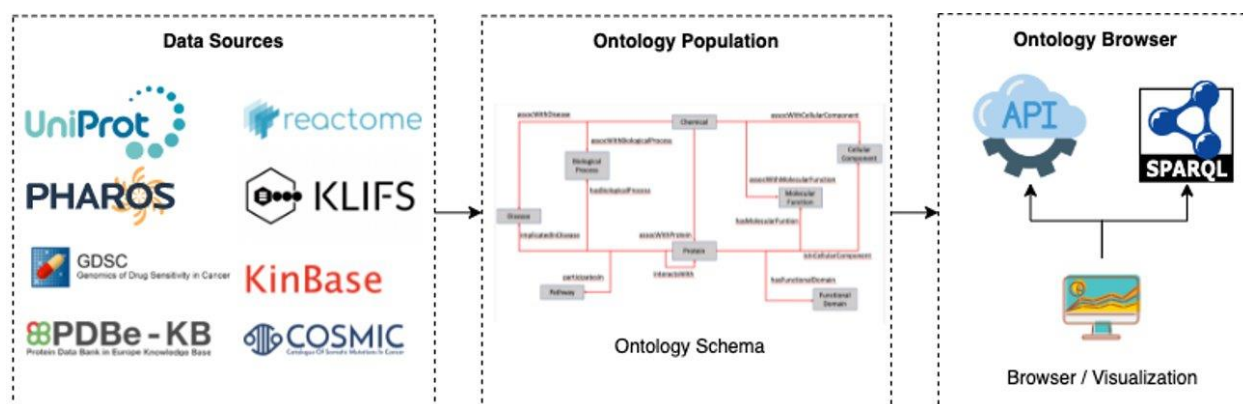 Data Sources
UniProt
reactome
PHAROS
KLIFS
GDSC
Genomics of Drug Sensitivity in Cancer
KinBase
PDBe-KB
Protein Data Bank in Europe Knowledge Base
COSMIC
Catalogue Of Somatic Mutations In Cancer
Ontology Population
assocWithDisease
Chemical
assocWithCellularComponent
assocWithBiologicalProcess
Biological
Process
Cellular
Component
assocWithMolecularFunction
Molecular
Function
hasBiologicalProcess
Disease
hasMolecularFuntion
implicatedInDisease
assocWithProtein
Protein
participatesIn
interactsWith
hasFunctionalDomain
Pathway
Functional
Domain
Ontology Schema
Ontology Browser
API
SPARQL
Browser / Visualization